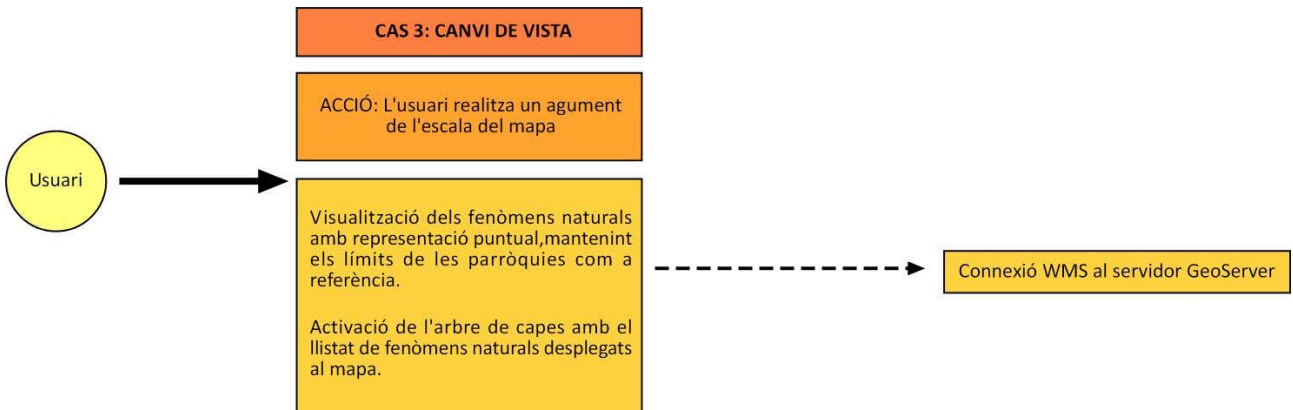 CAS 3: CANVI DE VISTA
ACCIÓ: L'usuari realitza un agument
de l'escala del mapa
Usuari
Visualització dels fenòmens naturals
amb representació puntual,mantenint
els límits de les parròquies com a
referència.
Activació de l'arbre de capes amb el
llistat de fenòmens naturals desplegats
al mapa.
Connexió WMS al servidor GeoServer